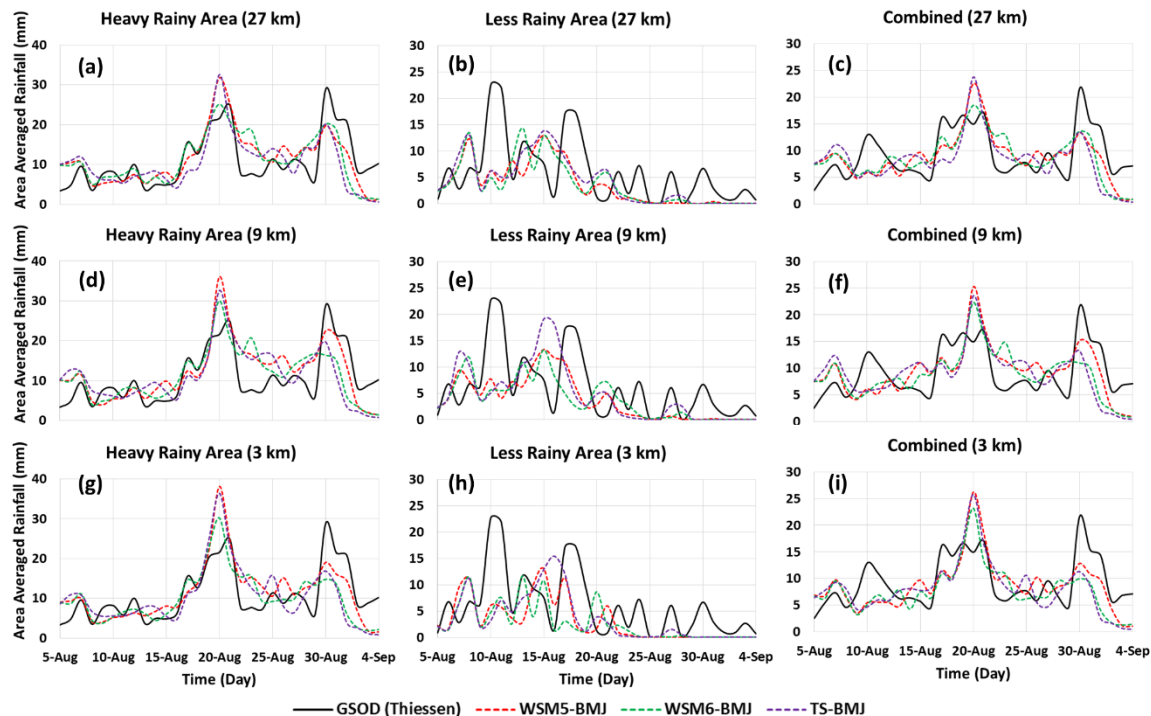 Heavy Rainy Area (27 km)
Less Rainy Area (27 km)
Combined (27 km)
Area Averaged Rainfall (mm)
40
30
20
10
0
(a)
30
25
20
15
10
5
0
(b)
30
25
20
15
10
5
0
(c)
Heavy Rainy Area (9 km)
Less Rainy Area (9 km)
Combined (9 km)
Area Averaged Rainfall (mm)
40
30
20
10
0
(d)
30
25
20
15
10
5
0
(e)
30
25
20
15
10
5
0
(f)
Heavy Rainy Area (3 km)
Less Rainy Area (3 km)
Combined (3 km)
Area Averaged Rainfall (mm)
40
30
20
10
0
(g)
30
25
20
15
10
5
0
(h)
30
25
20
15
10
5
0
(i)
5-Aug 10-Aug 15-Aug 20-Aug 25-Aug 30-Aug 4-Sep
5-Aug 10-Aug 15-Aug 20-Aug 25-Aug 30-Aug 4-Sep
5-Aug 10-Aug 15-Aug 20-Aug 25-Aug 30-Aug 4-Sep
Time (Day)
Time (Day)
Time (Day)
GSOD (Thiessen) WSM5-BMJ WSM6-BMJ TS-BMJ